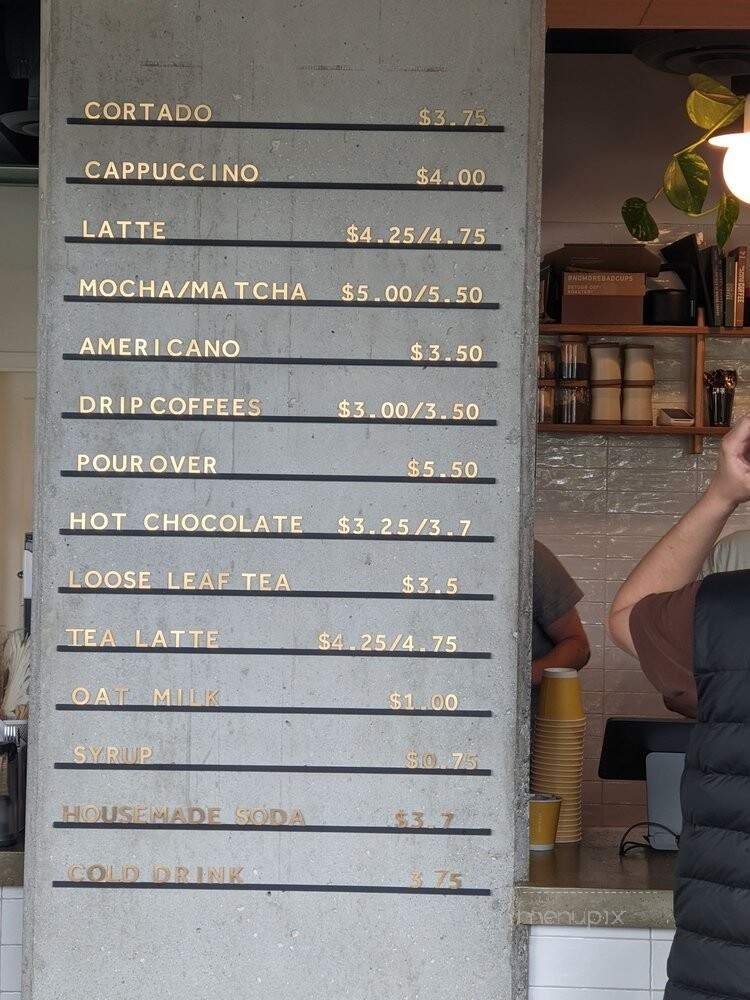 CORTADO $3.75
CAPPUCCINO $4.00
LATTE $4.25/4.75
MOCHA/MATCHA $5.00/5.50
AMERICANO $3.50
DRIP COFFEES $3.00/3.50
POUR OVER $5.50
HOT CHOCOLATE $3.25/3.7
LOOSE LEAF TEA $3.5
TEA LATTE $4.25/4.75
OAT MILK $1.00
SYRUP $0.75
HOUSEMADE SODA $3.7
COLD DRINK 3 75
#NOMOREBADCUPS
menupix